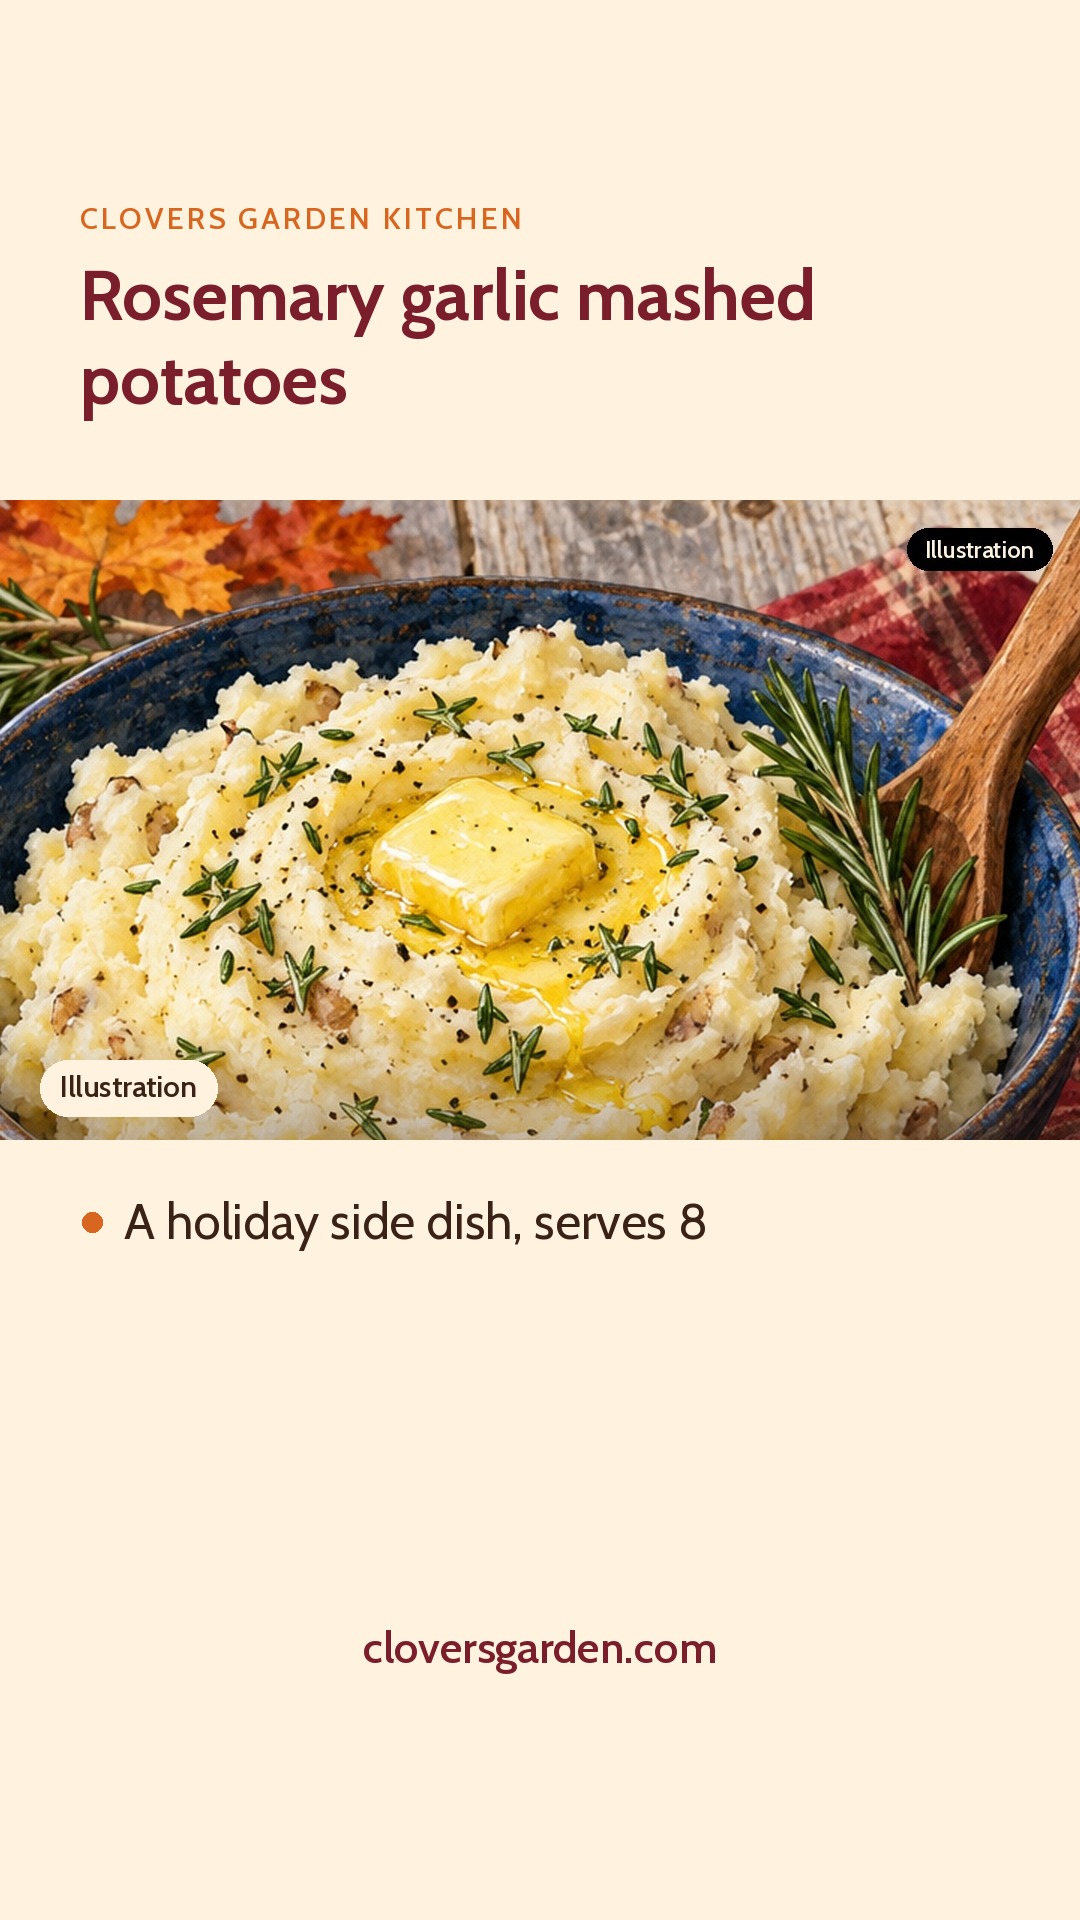 CLOVERS GARDEN KITCHEN
Rosemary garlic mashed
potatoes
Illustration
Illustration
A holiday side dish, serves 8
cloversgarden.com